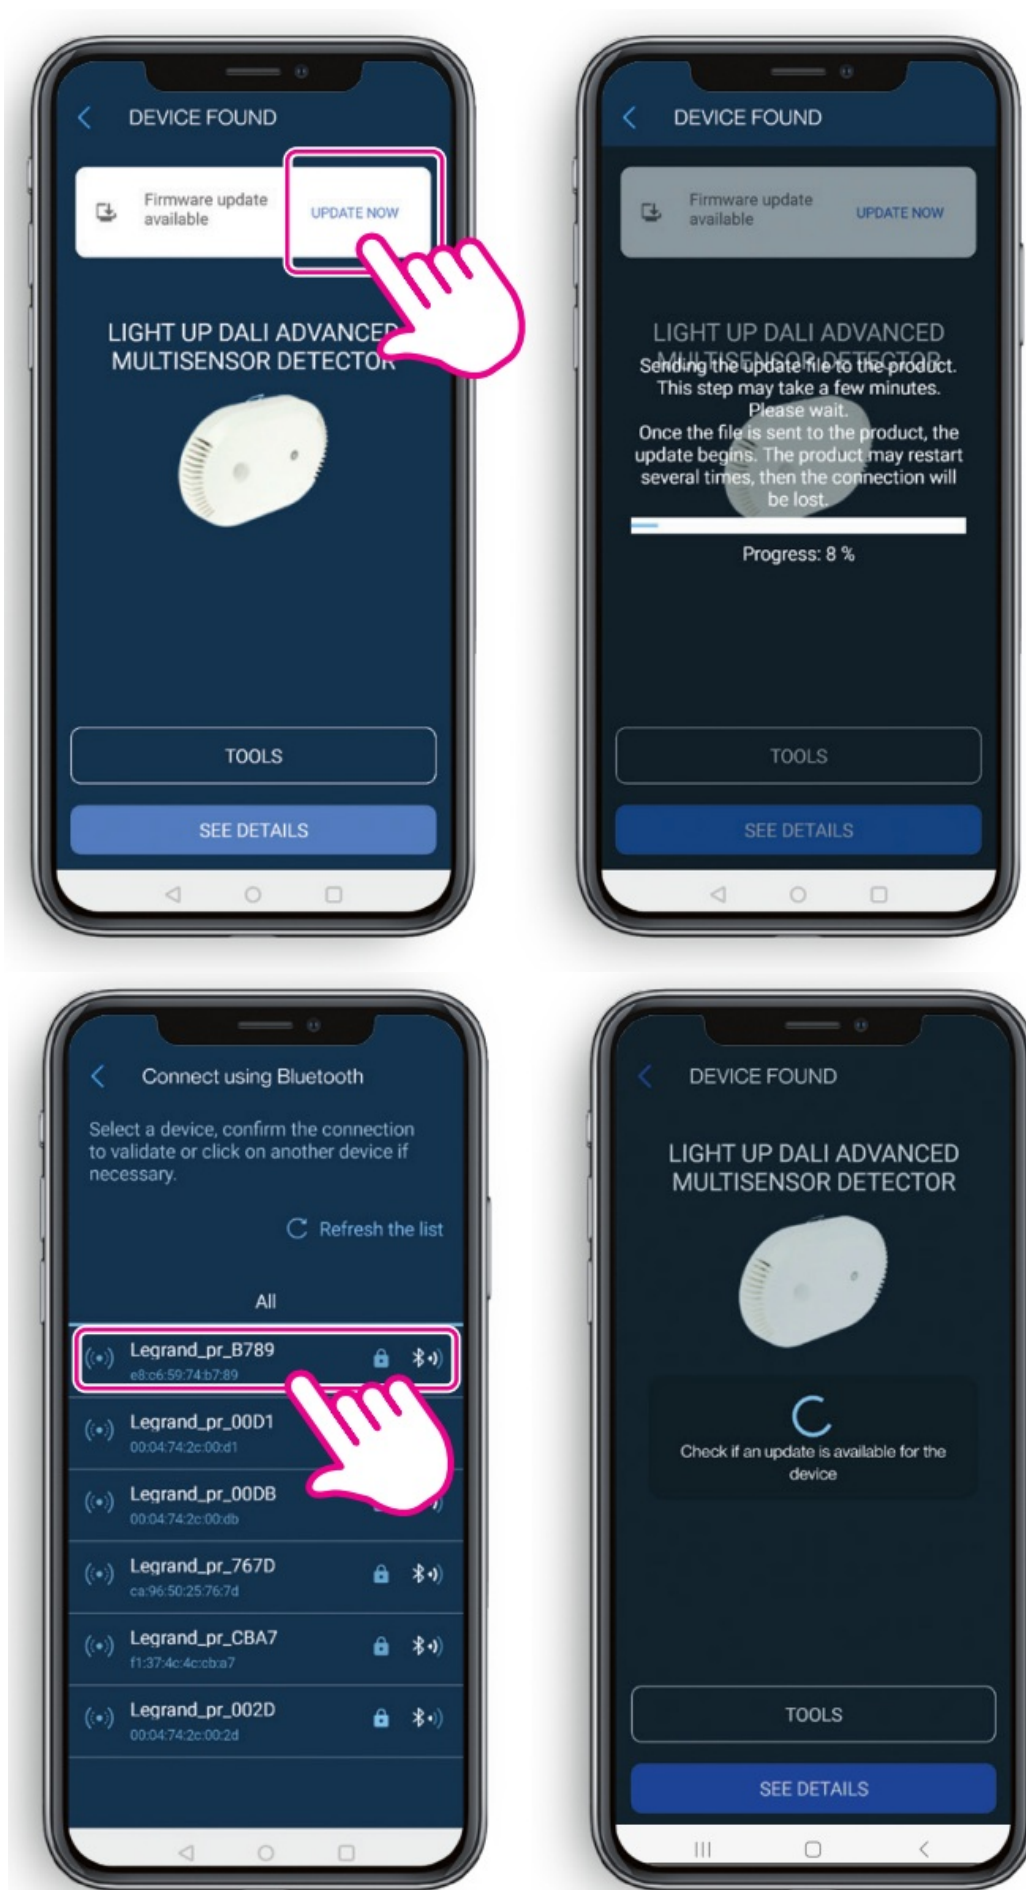 DEVICE FOUND
Firmware update
available
UPDATE NOW
LIGHT UP DALI ADVANCED
MULTISENSOR DETECTOR
TOOLS
SEE DETAILS
DEVICE FOUND
Firmware update
available
UPDATE NOW
LIGHT UP DALI ADVANCED
MULTISENSOR DETECTOR
Sending the update file to the product.
This step may take a few minutes.
Please wait.
Once the file is sent to the product, the
update begins. The product may restart
several times, then the connection will
be lost.
Progress: 8 %
TOOLS
SEE DETAILS
Connect using Bluetooth
Select a device, confirm the connection
to validate or click on another device if
necessary.
Refresh the list
All
Legrand_pr_B789
e8:c6:59:74:b7:89
Legrand_pr_00D1
00:04:74:2c:00:d1
Legrand_pr_00DB
00:04:74:2c:00:db
Legrand_pr_767D
ca:96:50:25:76:7d
Legrand_pr_CBA7
f1:37:4c:4c:cb:a7
Legrand_pr_002D
00:04:74:2c:00:2d
DEVICE FOUND
LIGHT UP DALI ADVANCED
MULTISENSOR DETECTOR
Check if an update is available for the
device
TOOLS
SEE DETAILS